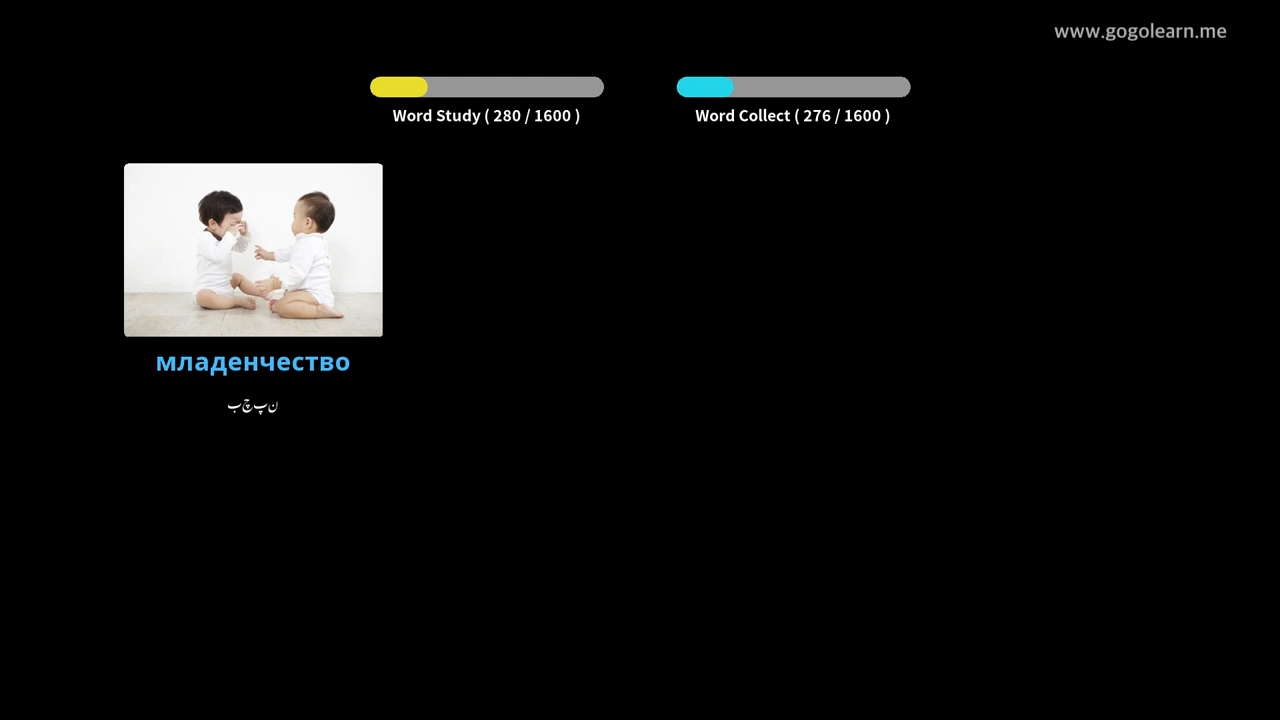 www.gogolearn.me
Word Study ( 280 / 1600 )
Word Collect ( 276 / 1600 )
младенчество
ن پ چ ب